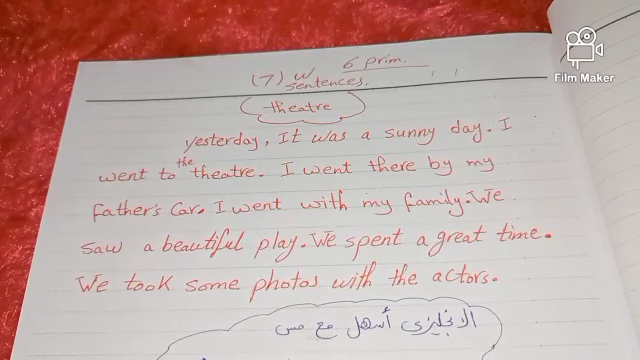 6 prim.
(7) w sentences.
theatre
yesterday, It was a sunny day. I
went to the theatre. I went there by my
father's Car. I went with my family. We
saw a beautiful play. We spent a great time.
We took some photos with the actors.
الانجليزى أسهل مع مس
Film Maker